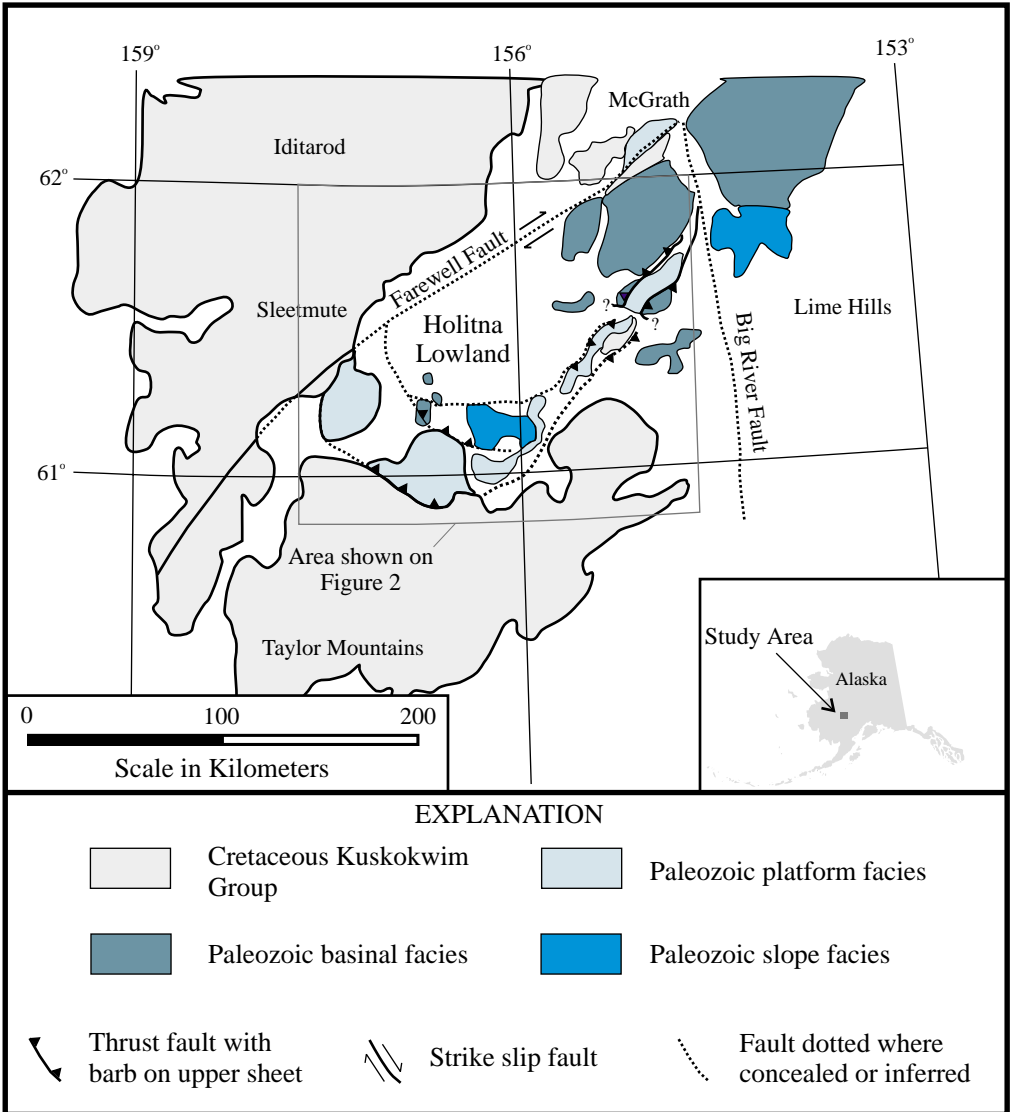 159°
156°
153°
McGrath
Iditarod
62°
Farewell Fault
Sleetmute
Lime Hills
?
?
Holitna
Lowland
Big River Fault
61°
Area shown on
Figure 2
Taylor Mountains
Study Area
Alaska
0 100 200
Scale in Kilometers
EXPLANATION
Cretaceous Kuskokwim
Group
Paleozoic platform facies
Paleozoic basinal facies
Paleozoic slope facies
Thrust fault with
barb on upper sheet
Strike slip fault
Fault dotted where
concealed or inferred